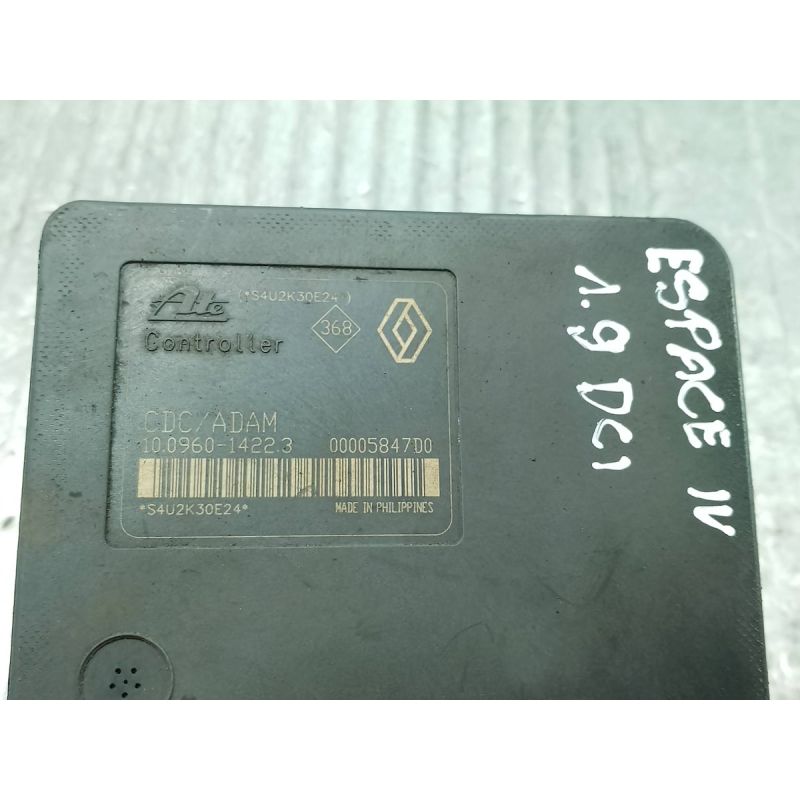 Ate
(*S4U2K30E24*)
Controller
368
CDC/ADAM
10.0960-1422.3 00005847D0
*S4U2K30E24*
MADE IN PHILIPPINES
ESPACE IV
1.9 DCI